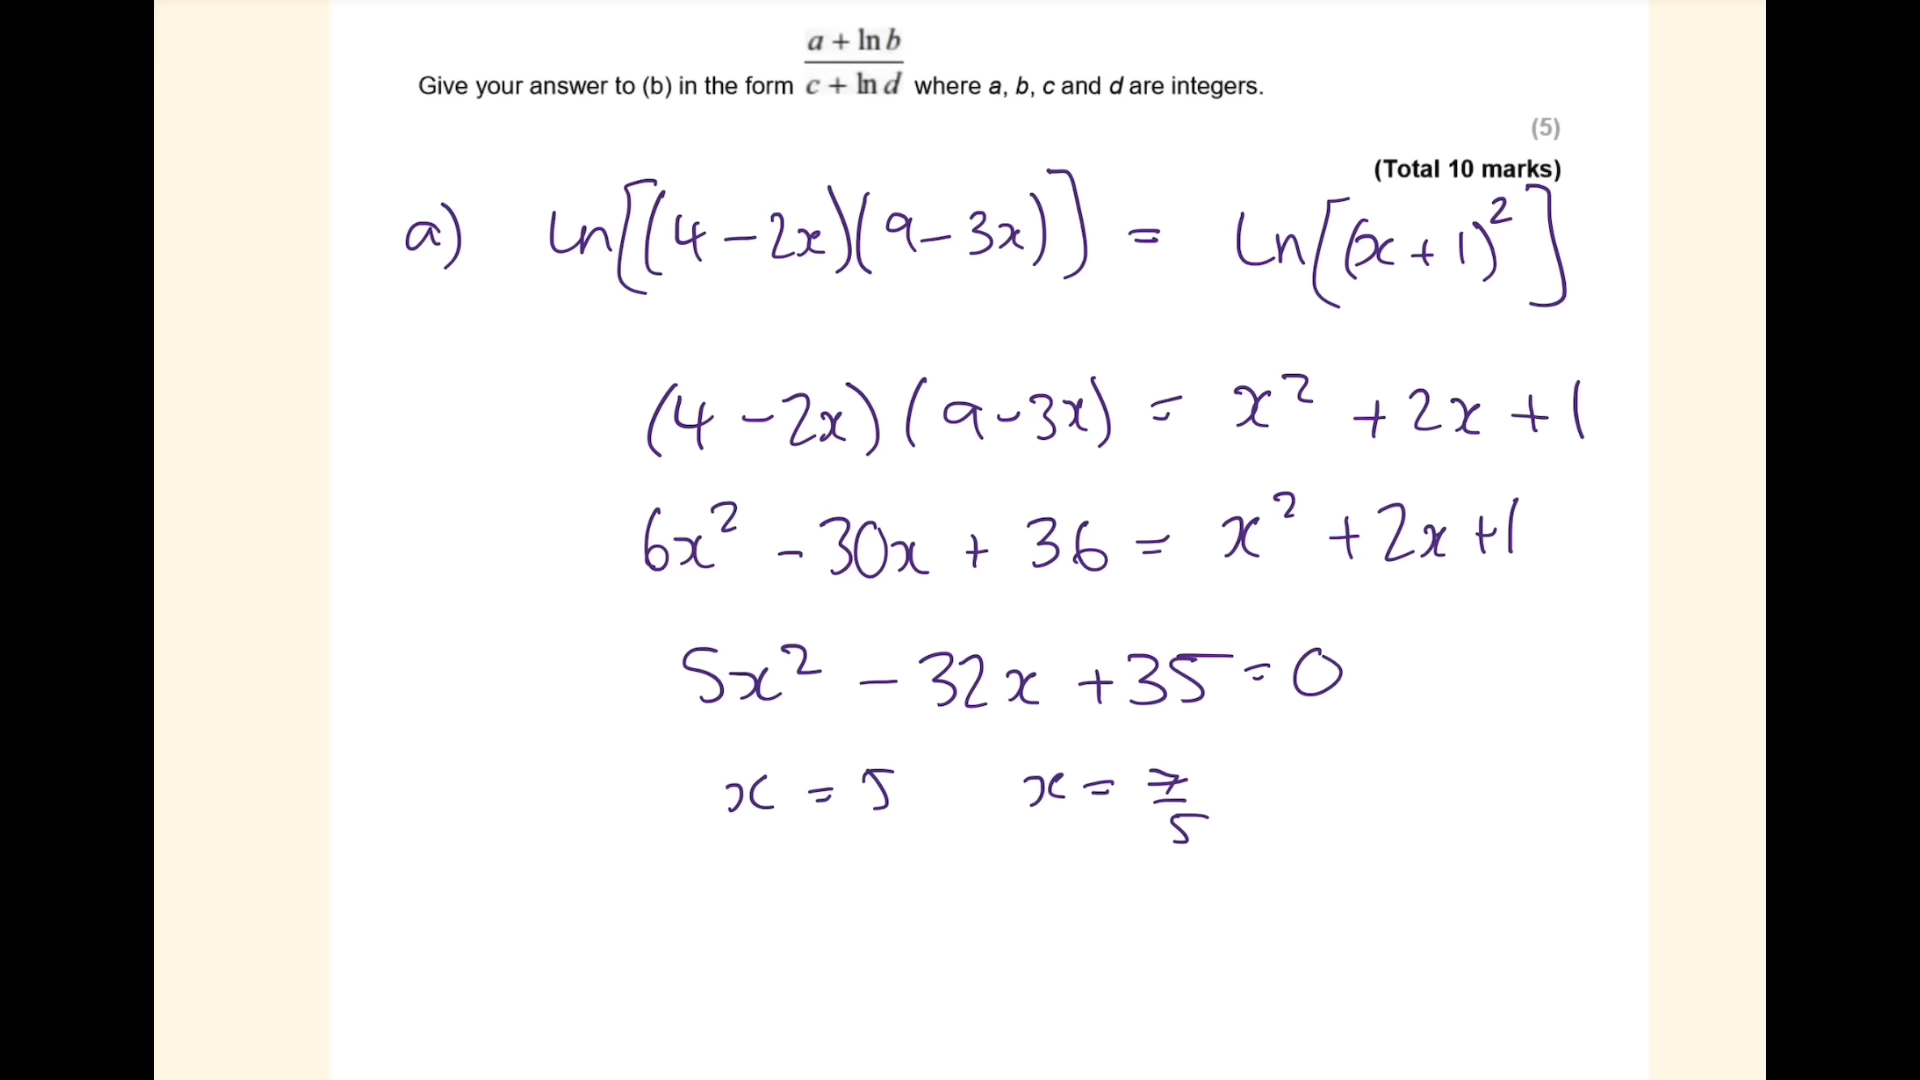 a + ln b
Give your answer to (b) in the form c + ln d where a, b, c and d are integers.
(5)
(Total 10 marks)
a) ln[(4-2x)(9-3x)] = ln[(x+1)²]
(4-2x)(9-3x) = x² + 2x + 1
6x² - 30x + 36 = x² + 2x + 1
5x² - 32x + 35 = 0
x = 5 x = 7/5